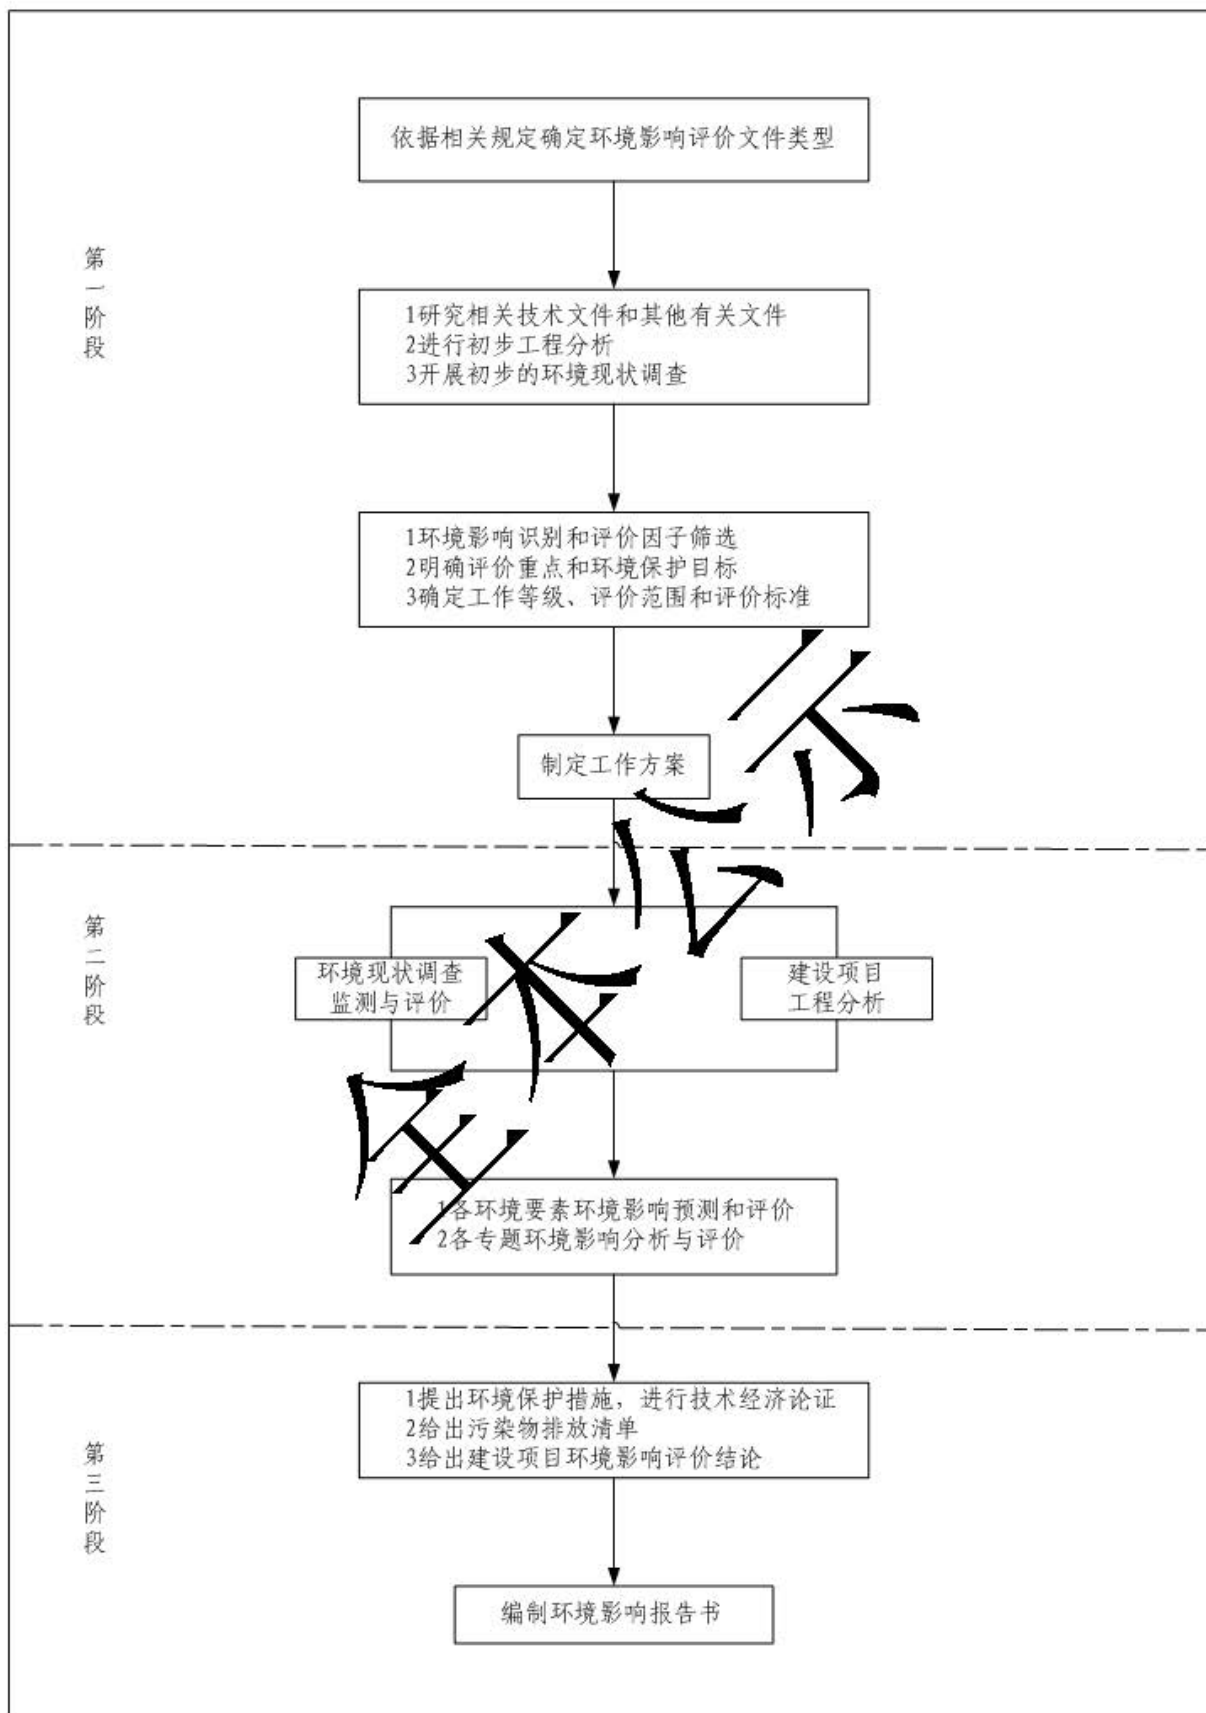 依据相关规定确定环境影响评价文件类型
第一阶段
1研究相关技术文件和其他有关文件
2进行初步工程分析
3开展初步的环境现状调查
1环境影响识别和评价因子筛选
2明确评价重点和环境保护目标
3确定工作等级、评价范围和评价标准
制定工作方案
第二阶段
环境现状调查
监测与评价
建设项目
工程分析
1各环境要素环境影响预测和评价
2各专题环境影响分析与评价
第三阶段
1提出环境保护措施，进行技术经济论证
2给出污染物排放清单
3给出建设项目环境影响评价结论
编制环境影响报告书
全本公示